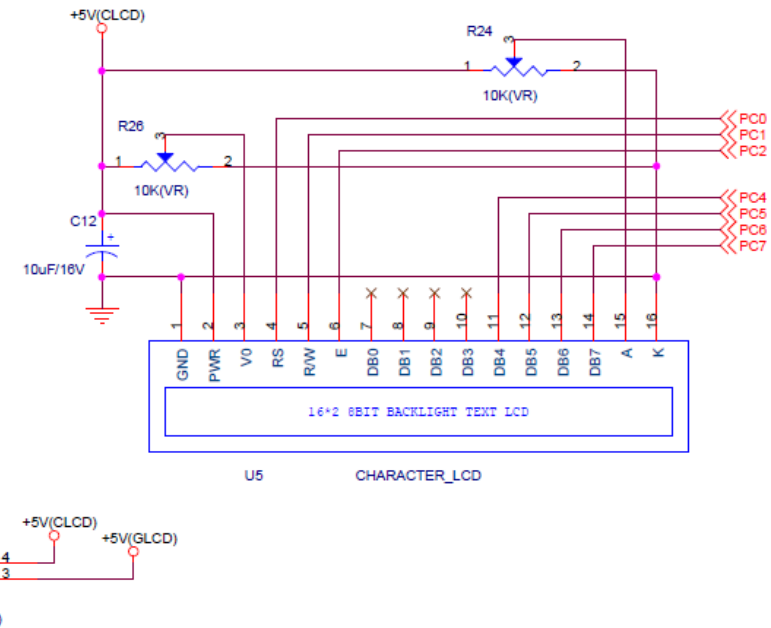 +5V(CLCD)
R24
3
1
2
10K(VR)
PC0
PC1
PC2
R26
3
1
2
10K(VR)
PC4
PC5
PC6
PC7
C12
+
10uF/16V
1
2
3
4
5
6
7
8
9
10
11
12
13
14
15
16
GND
PWR
V0
RS
R/W
E
DB0
DB1
DB2
DB3
DB4
DB5
DB6
DB7
A
K
16*2 8BIT BACKLIGHT TEXT LCD
U5
CHARACTER_LCD
+5V(CLCD)
+5V(GLCD)
4
3
)